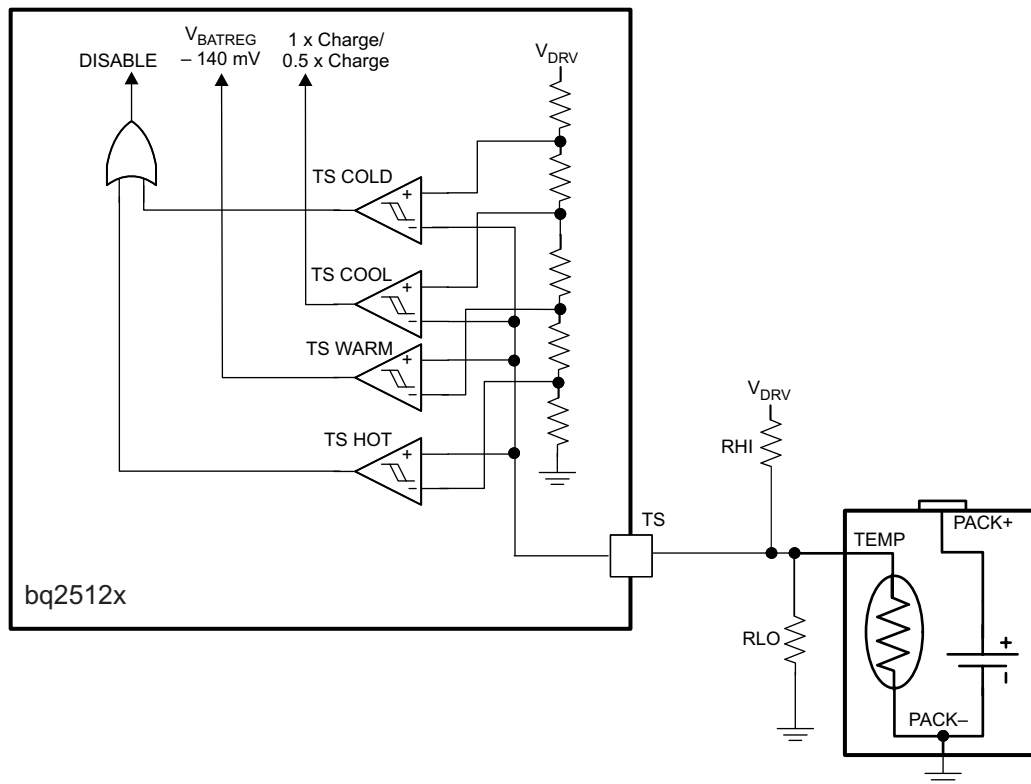 DISABLE
V_BATREG
– 140 mV
1 x Charge/
0.5 x Charge
V_DRV
TS COLD
+
–
TS COOL
+
–
TS WARM
+
–
TS HOT
+
–
bq2512x
TS
V_DRV
RHI
RLO
TEMP
PACK+
+
–
PACK–